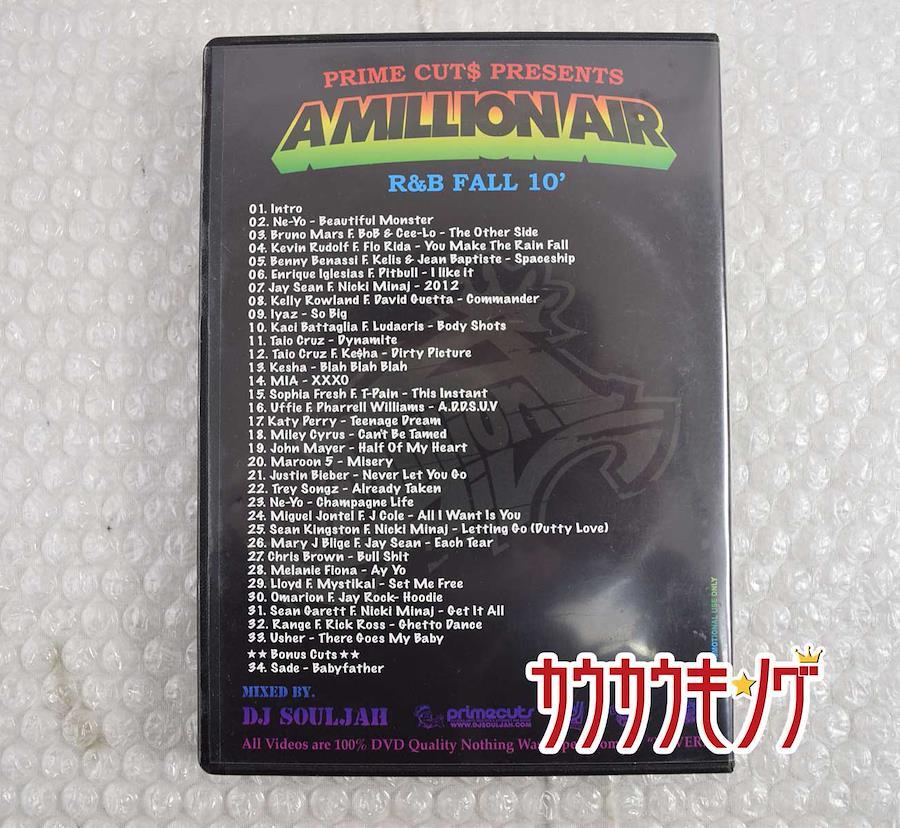 PRIME CUT$ PRESENTS
A MILLION AIR
R&B FALL 10'
01. Intro
02. Ne-Yo - Beautiful Monster
03. Bruno Mars F. BoB & Cee-Lo - The Other Side
04. Kevin Rudolf F. Flo Rida - You Make The Rain Fall
05. Benny Benassi F. Kelis & Jean Baptiste - Spaceship
06. Enrique Iglesias F. Pitbull - I like it
07. Jay Sean F. Nicki Minaj - 2012
08. Kelly Rowland F. David Guetta - Commander
09. Iyaz - So Big
10. Kaci Battaglia F. Ludacris - Body Shots
11. Taio Cruz - Dynamite
12. Taio Cruz F. Ke$ha - Dirty Picture
13. Kesha - Blah Blah Blah
14. MIA - XXXO
15. Sophia Fresh F. T-Pain - This Instant
16. Uffie F. Pharrell Williams - A.D.D.S.U.V
17. Katy Perry - Teenage Dream
18. Miley Cyrus - Can't Be Tamed
19. John Mayer - Half Of My Heart
20. Maroon 5 - Misery
21. Justin Bieber - Never Let You Go
22. Trey Songz - Already Taken
23. Ne-Yo - Champagne Life
24. Miguel Jontel F. J Cole - All I Want Is You
25. Sean Kingston F. Nicki Minaj - Letting Go (Dutty Love)
26. Mary J Blige F. Jay Sean - Each Tear
27. Chris Brown - Bull Shit
28. Melanie Fiona - Ay Yo
29. Lloyd F. Mystikal - Set Me Free
30. Omarion F. Jay Rock- Hoodie
31. Sean Garett F. Nicki Minaj - Get It All
32. Range F. Rick Ross - Ghetto Dance
33. Usher - There Goes My Baby
★★Bonus Cuts★★
34. Sade - Babyfather
MIXED BY.
DJ SOULJAH
primecuts
WWW.DJSOULJAH.COM
All Videos are 100% DVD Quality Nothing
USE ONLY
カウカウキング